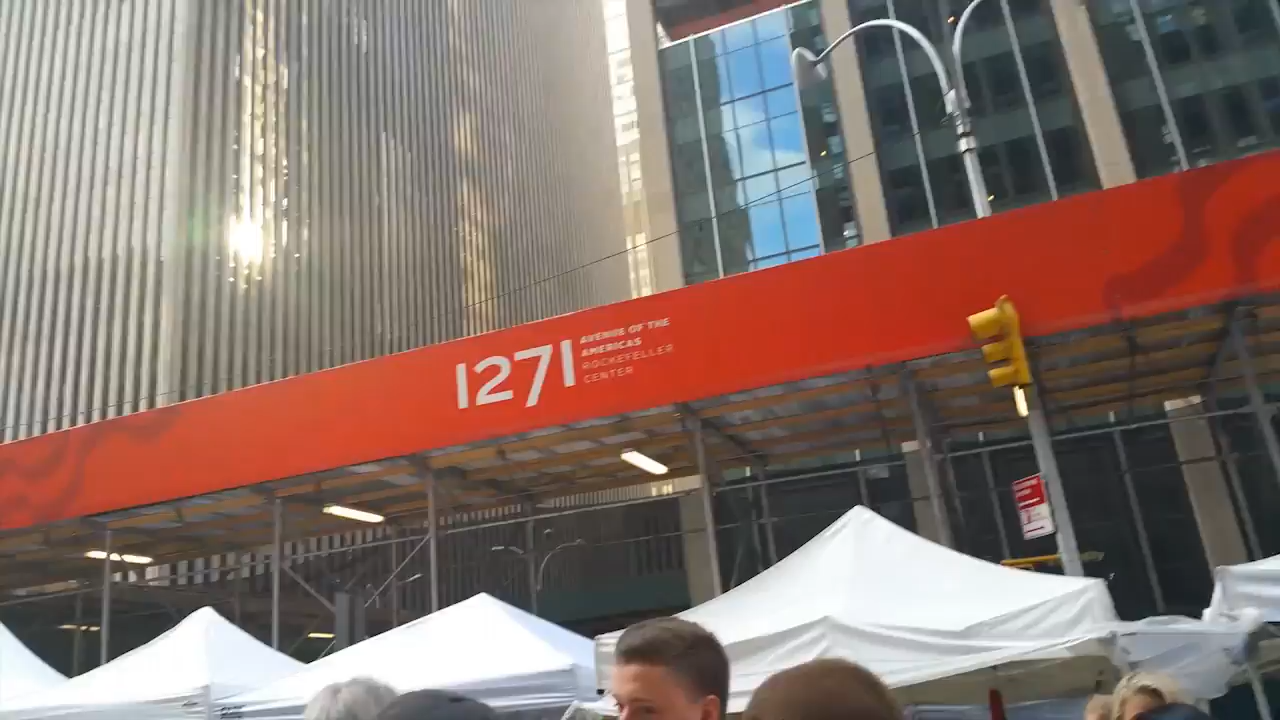 1271
AVENUE OF THE
AMERICAS
ROCKEFELLER
CENTER